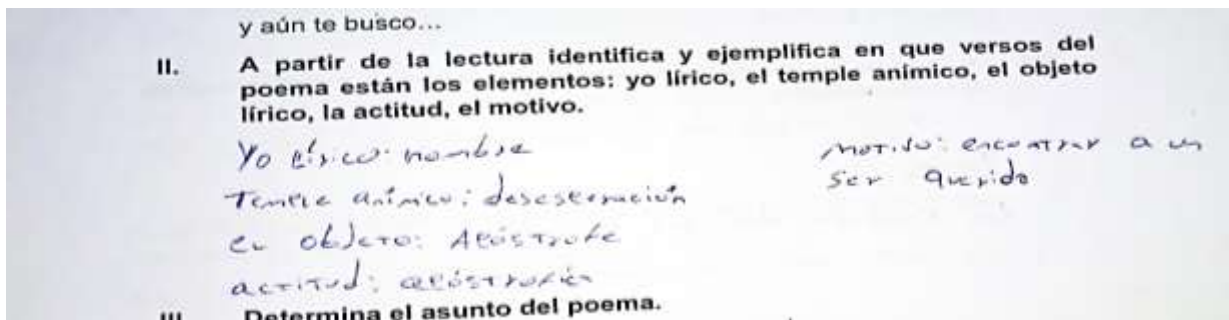 y aún te busco...
II. A partir de la lectura identifica y ejemplifica en que versos del
poema están los elementos: yo lírico, el temple anímico, el objeto
lírico, la actitud, el motivo.
Yo lírico: hombre
Temple anímico: desesperación
el objeto: Apóstrofe
actitud: apóstrofica
motivo: encontrar a un
ser querido
III. Determina el asunto del poema.